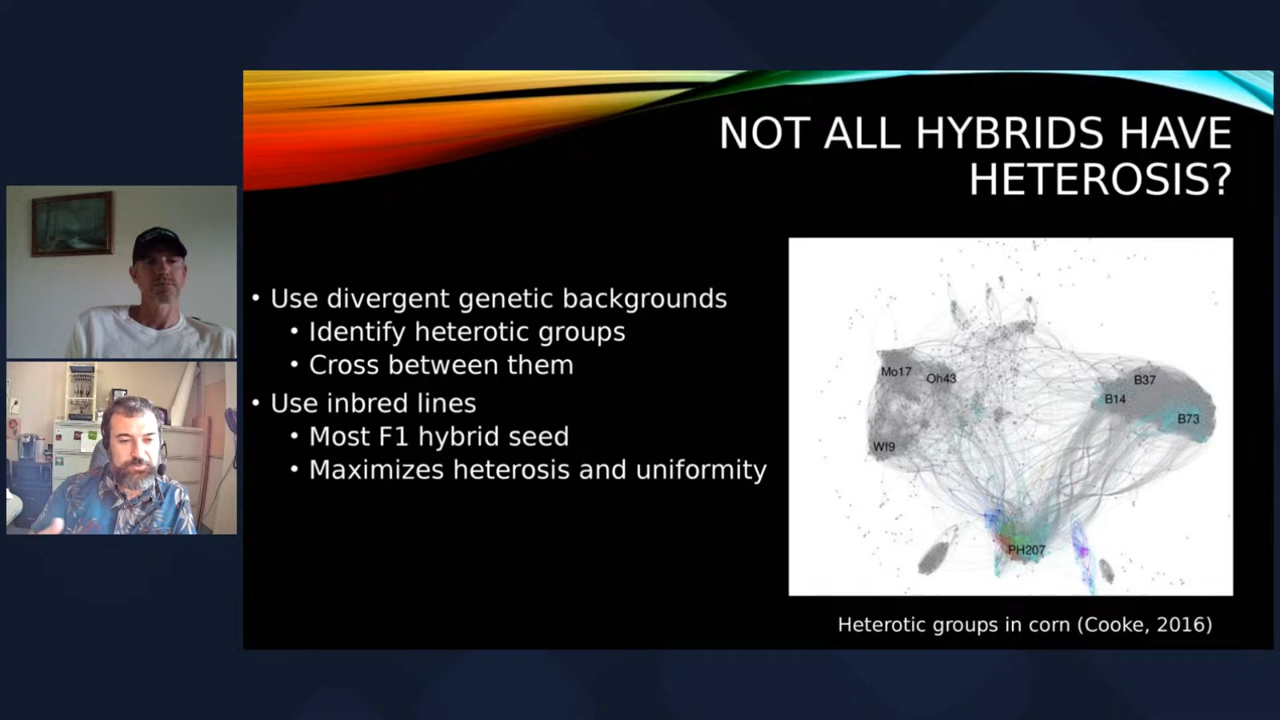 NOT ALL HYBRIDS HAVE
HETEROSIS?
• Use divergent genetic backgrounds
• Identify heterotic groups
• Cross between them
• Use inbred lines
• Most F1 hybrid seed
• Maximizes heterosis and uniformity
Mo17
Oh43
Wf9
B37
B14
B73
PH207
Heterotic groups in corn (Cooke, 2016)